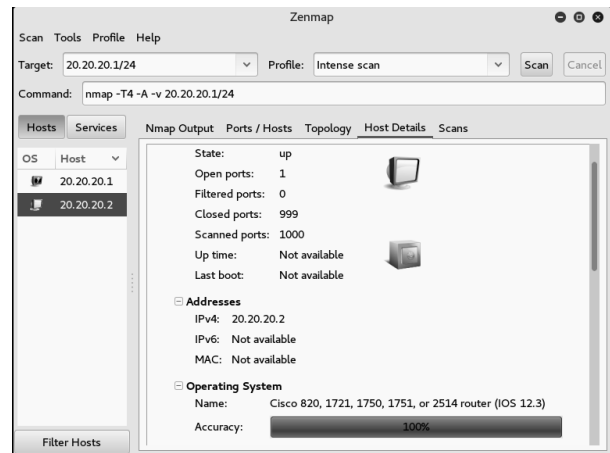 Zenmap
Scan Tools Profile Help
Target: 20.20.20.1/24 Profile: Intense scan Scan Cancel
Command: nmap -T4 -A -v 20.20.20.1/24
Hosts Services Nmap Output Ports / Hosts Topology Host Details Scans
OS Host
20.20.20.1
20.20.20.2
State: up
Open ports: 1
Filtered ports: 0
Closed ports: 999
Scanned ports: 1000
Up time: Not available
Last boot: Not available
Addresses
IPv4: 20.20.20.2
IPv6: Not available
MAC: Not available
Operating System
Name: Cisco 820, 1721, 1750, 1751, or 2514 router (IOS 12.3)
Accuracy: 100%
Filter Hosts